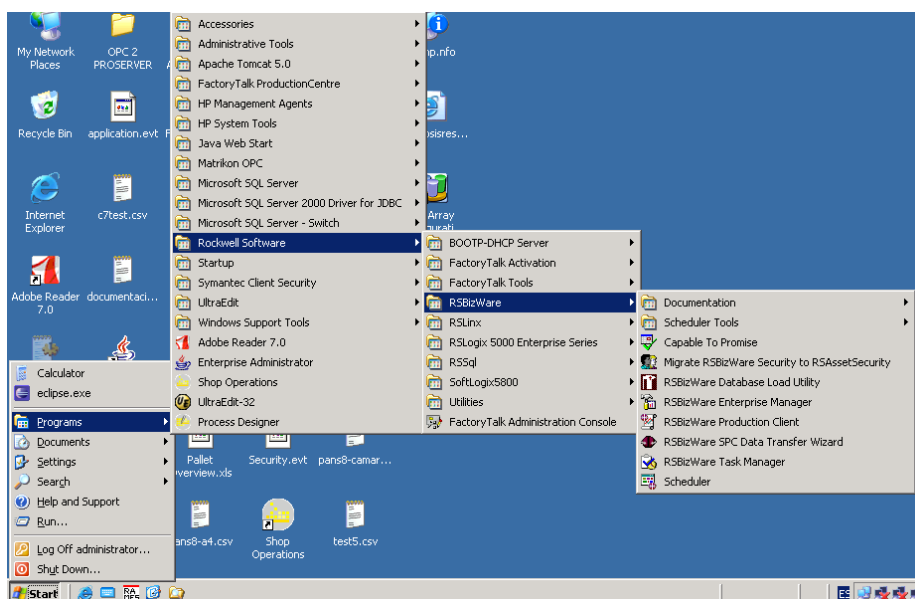 My Network
Places
OPC 2
PROSERVER
Recycle Bin
application.evt
Internet
Explorer
c7test.csv
Adobe Reader
7.0
documentaci...
Accessories
Administrative Tools
Apache Tomcat 5.0
FactoryTalk ProductionCentre
HP Management Agents
HP System Tools
Java Web Start
Matrikon OPC
Microsoft SQL Server
Microsoft SQL Server 2000 Driver for JDBC
Microsoft SQL Server - Switch
Rockwell Software
Startup
Symantec Client Security
UltraEdit
Windows Support Tools
Adobe Reader 7.0
Enterprise Administrator
Shop Operations
UltraEdit-32
Process Designer
mp.nfo
osisres...
Array
gurati
BOOTP-DHCP Server
FactoryTalk Activation
FactoryTalk Tools
RSBizWare
RSLinx
RSLogix 5000 Enterprise Series
RSSql
SoftLogix5800
Utilities
FactoryTalk Administration Console
Documentation
Scheduler Tools
Capable To Promise
Migrate RSBizWare Security to RSAssetSecurity
RSBizWare Database Load Utility
RSBizWare Enterprise Manager
RSBizWare Production Client
RSBizWare SPC Data Transfer Wizard
RSBizWare Task Manager
Scheduler
Calculator
eclipse.exe
Programs
Documents
Settings
Search
Help and Support
Run...
Log Off administrator...
Shut Down...
Pallet
verview.xls
Security.evt
pans8-camar...
ans8-a4.csv
Shop
Operations
test5.csv
Start
ES